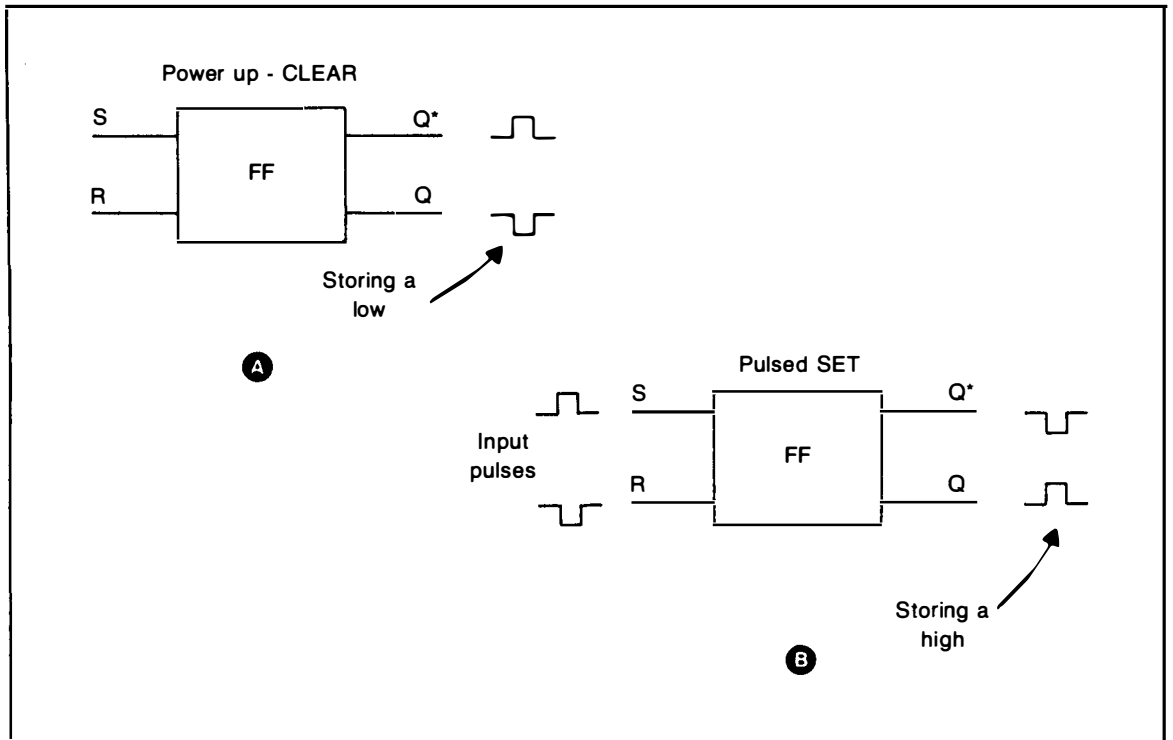 Power up - CLEAR
S
Q*
FF
R
Q
Storing a
low
A
Pulsed SET
S
Q*
Input
pulses
FF
R
Q
Storing a
high
B